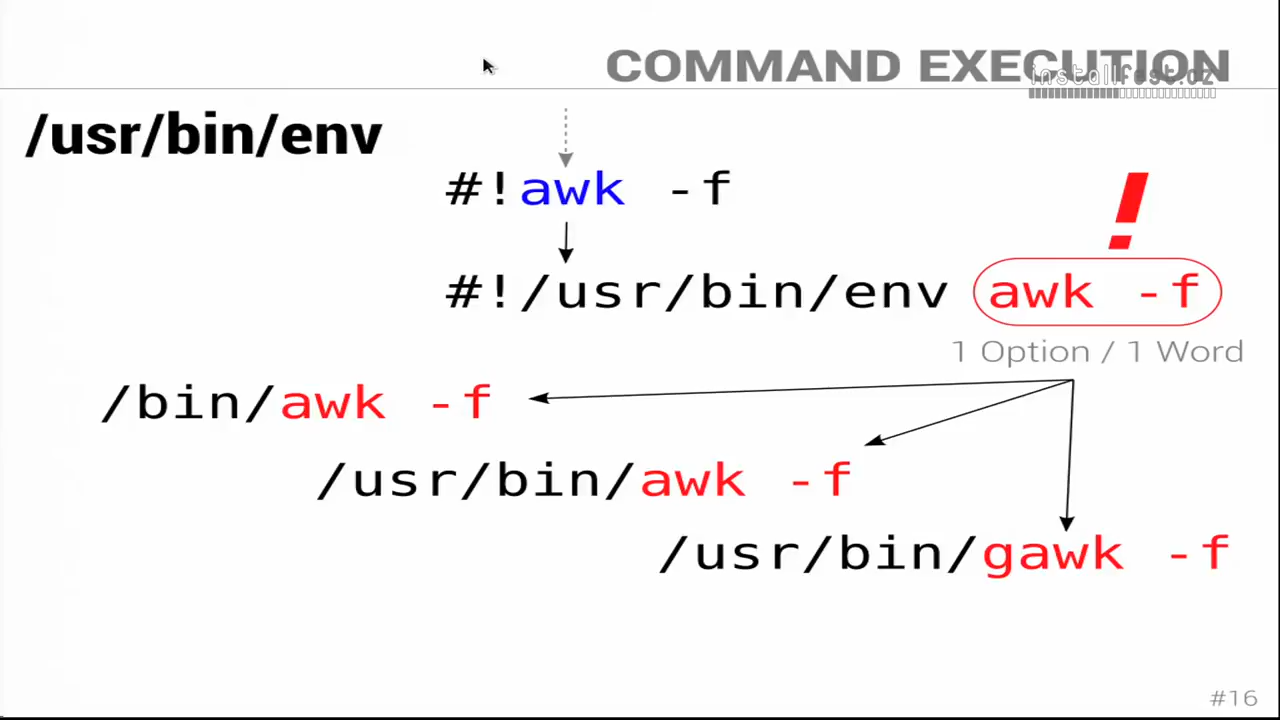 COMMAND EXECUTION
installfest.cz
/usr/bin/env
#!awk -f
!
#!/usr/bin/env awk -f
1 Option / 1 Word
/bin/awk -f
/usr/bin/awk -f
/usr/bin/gawk -f
#16